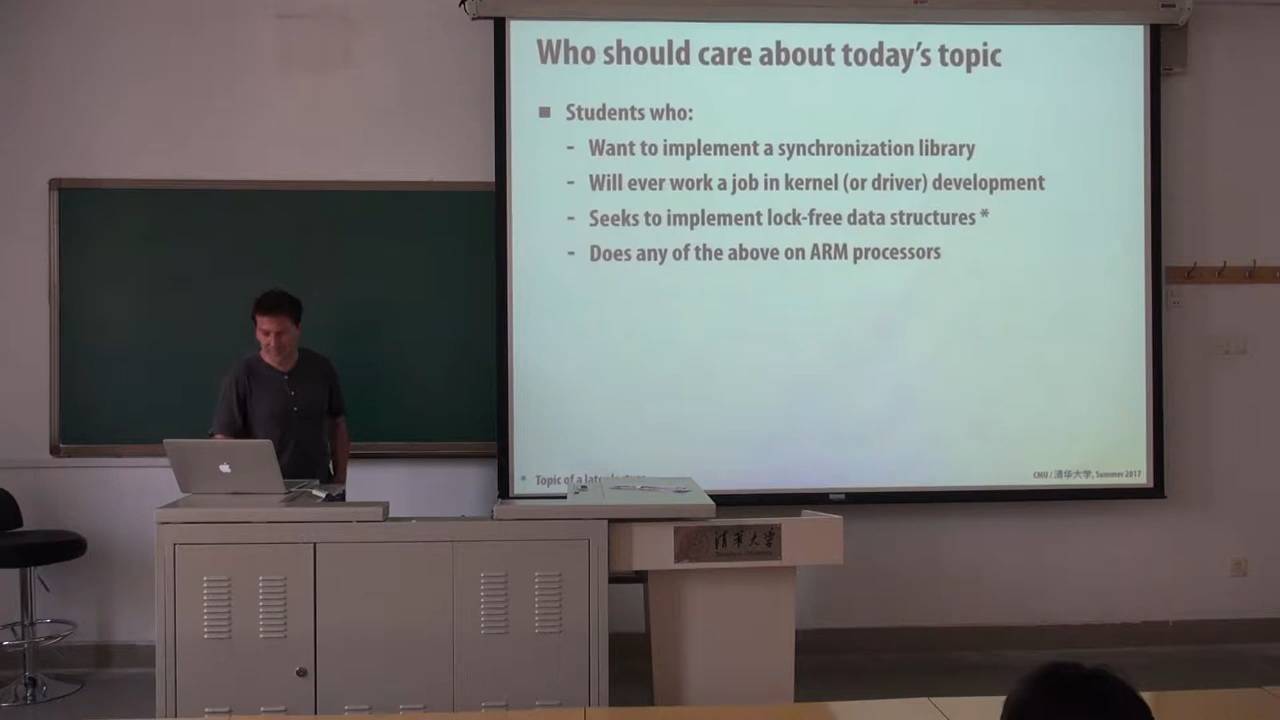 Who should care about today's topic
■ Students who:
- Want to implement a synchronization library
- Will ever work a job in kernel (or driver) development
- Seeks to implement lock-free data structures *
- Does any of the above on ARM processors
* Topic of a later lecture
CMU / 清华大学, Summer 2017
清华大学
Tsinghua University